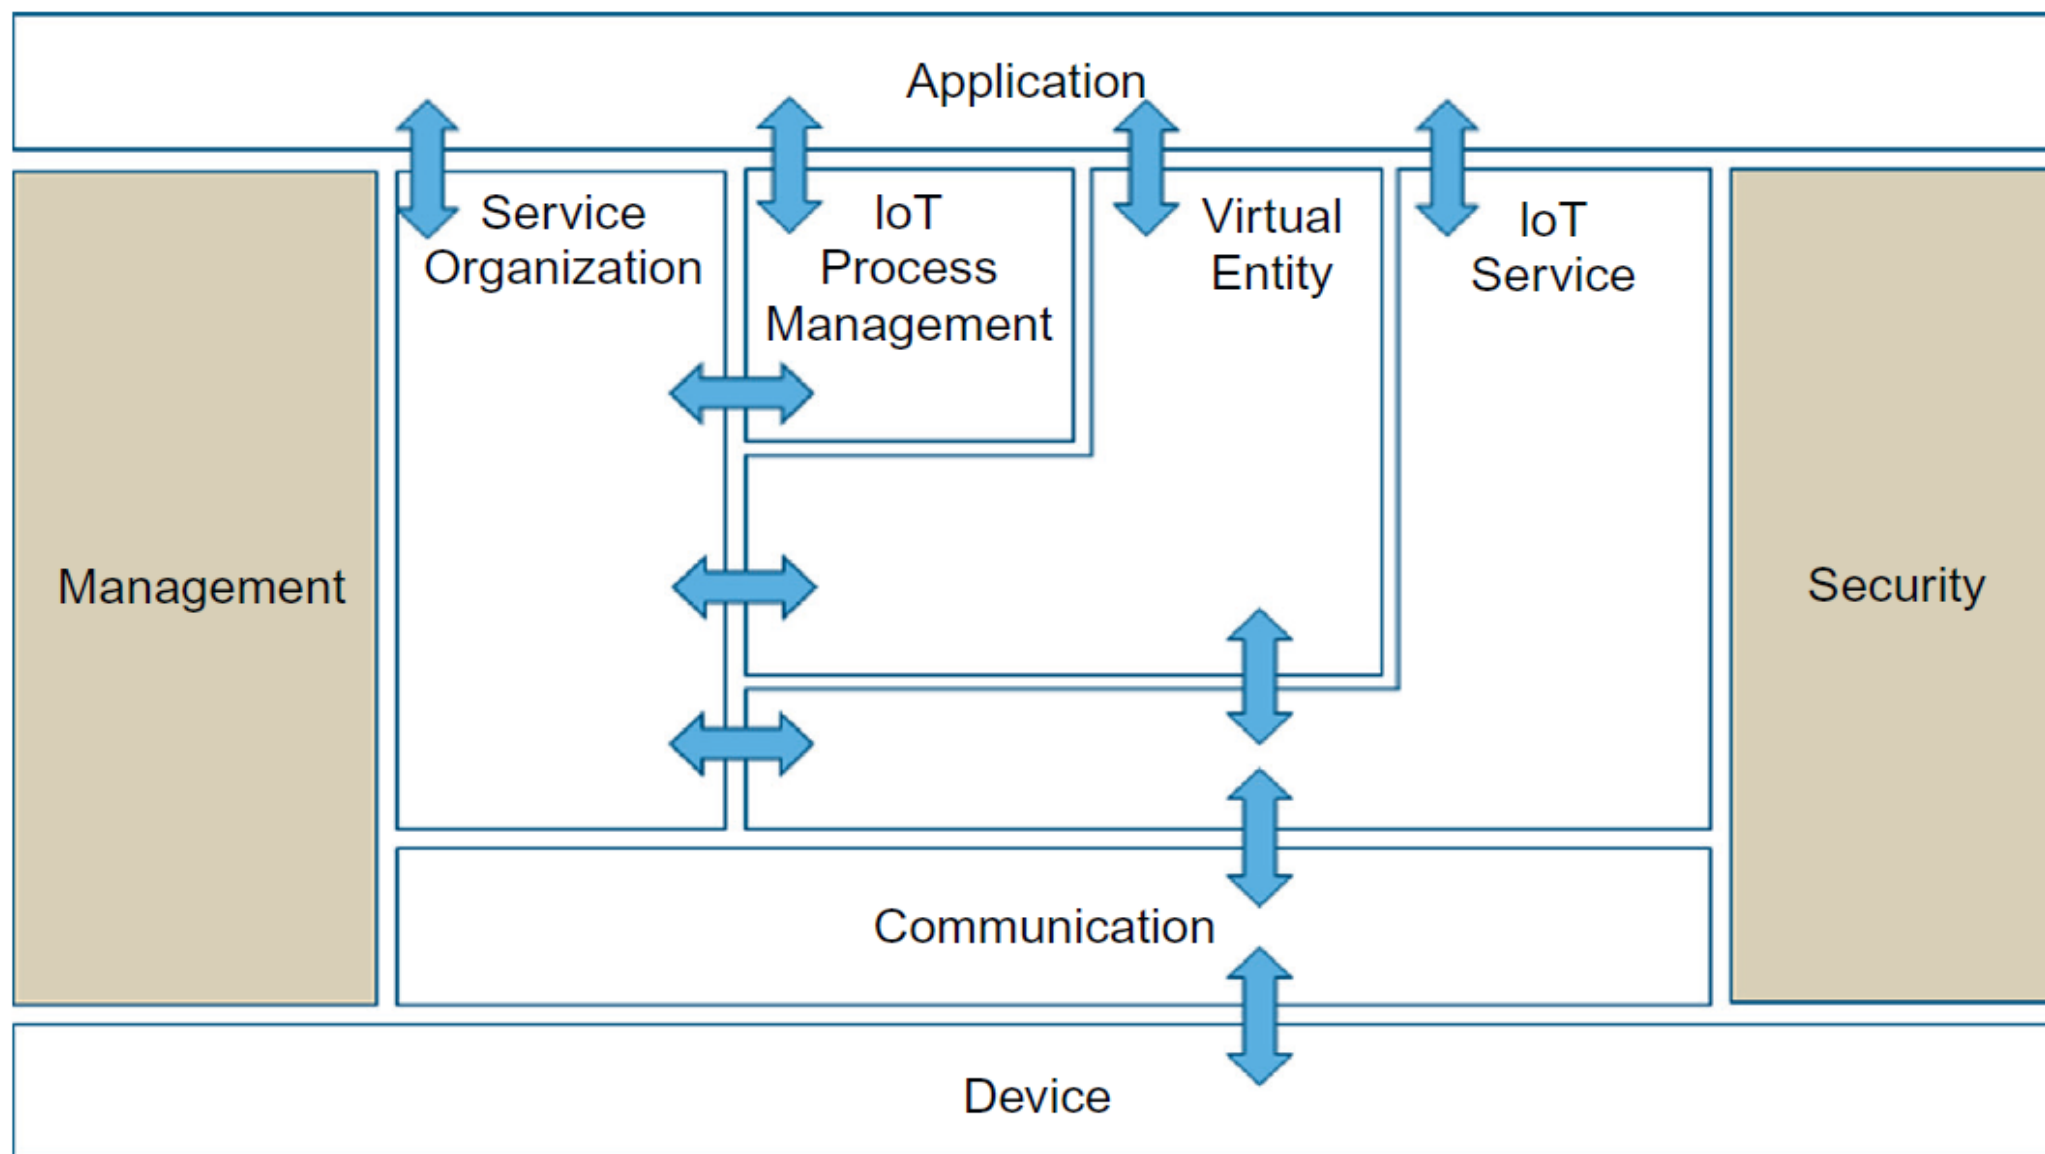 Application
Service
Organization
IoT
Process
Management
Virtual
Entity
IoT
Service
Management
Security
Communication
Device